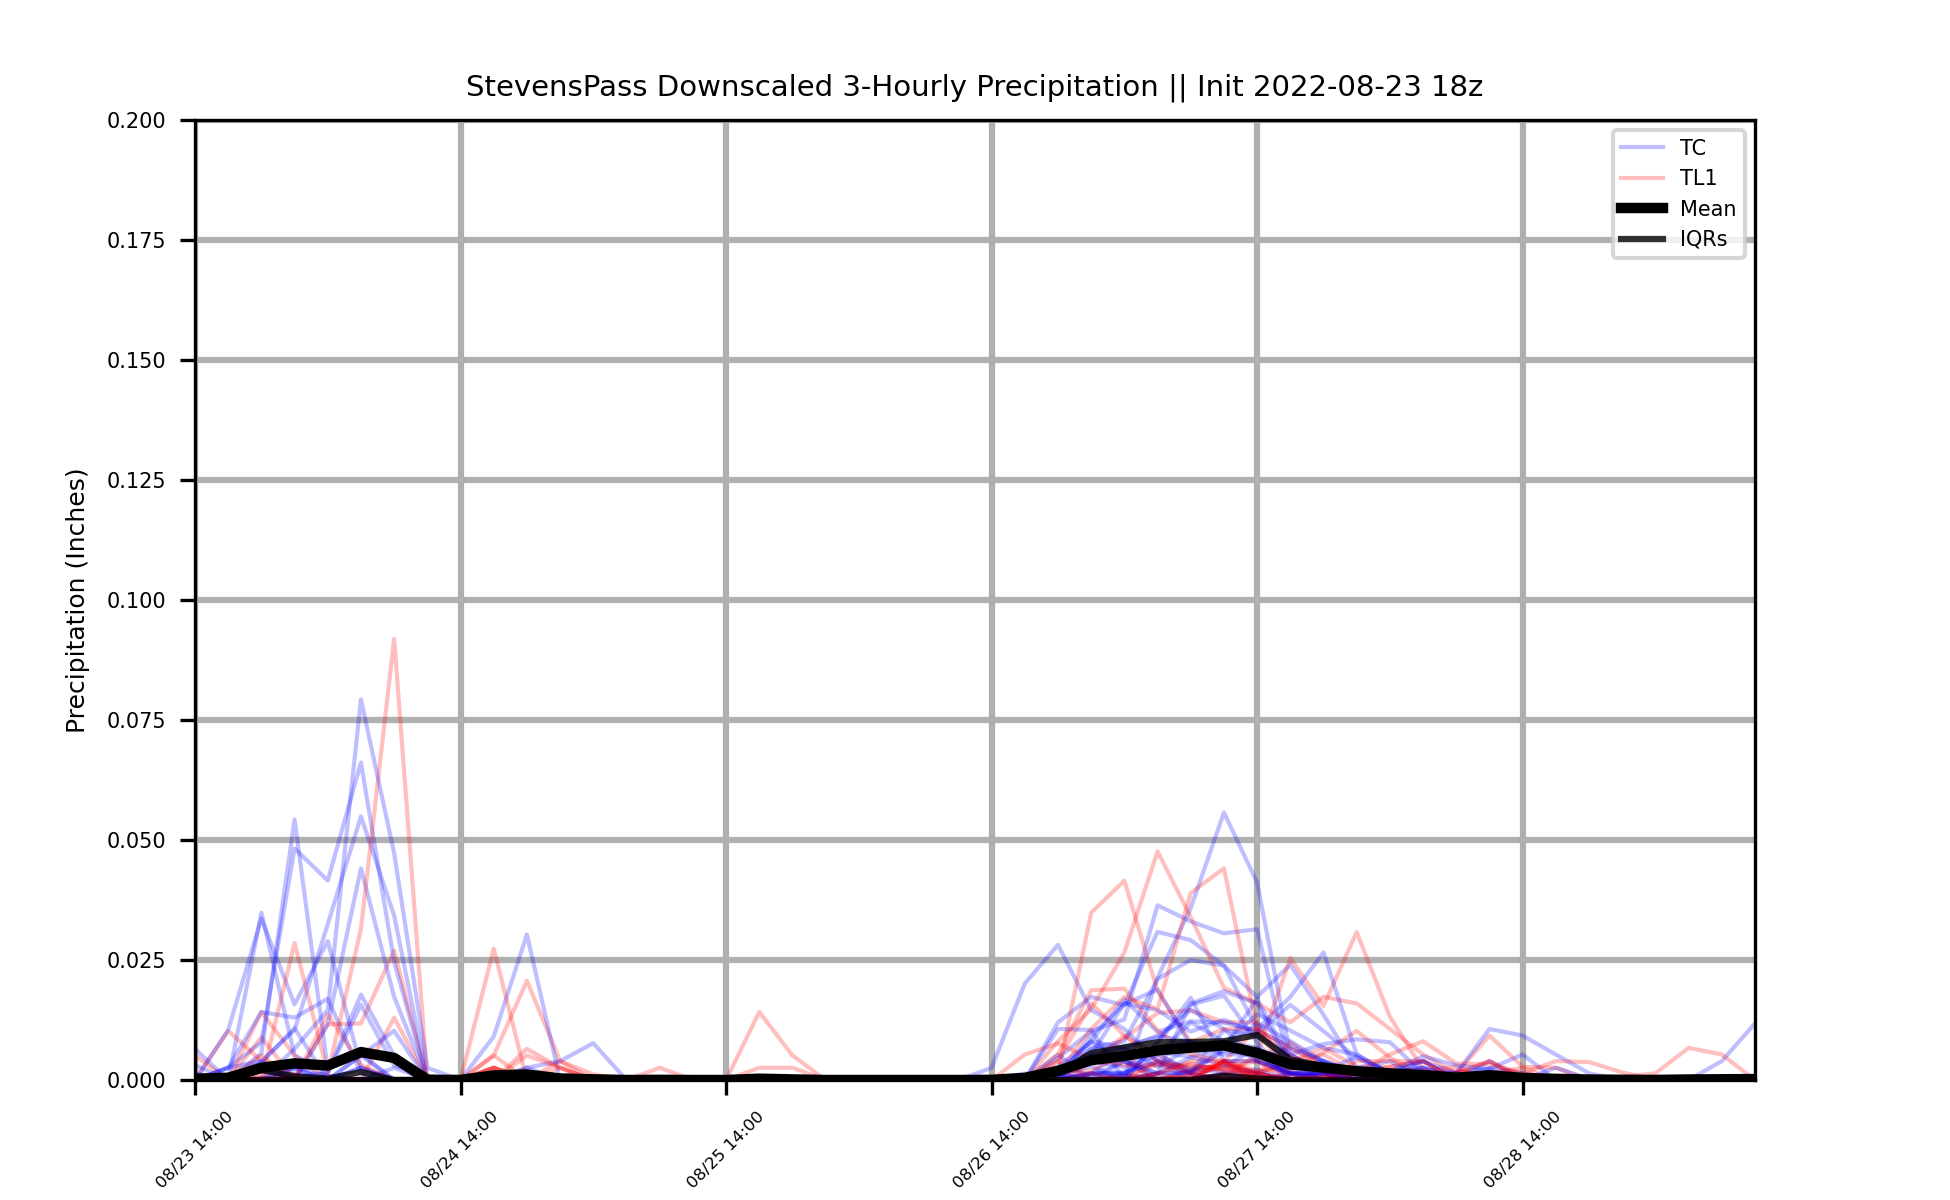 StevensPass Downscaled 3-Hourly Precipitation || Init 2022-08-23 18z
Precipitation (Inches)
0.200
0.175
0.150
0.125
0.100
0.075
0.050
0.025
0.000
TC
TL1
Mean
IQRs
08/23 14:00
08/24 14:00
08/25 14:00
08/26 14:00
08/27 14:00
08/28 14:00